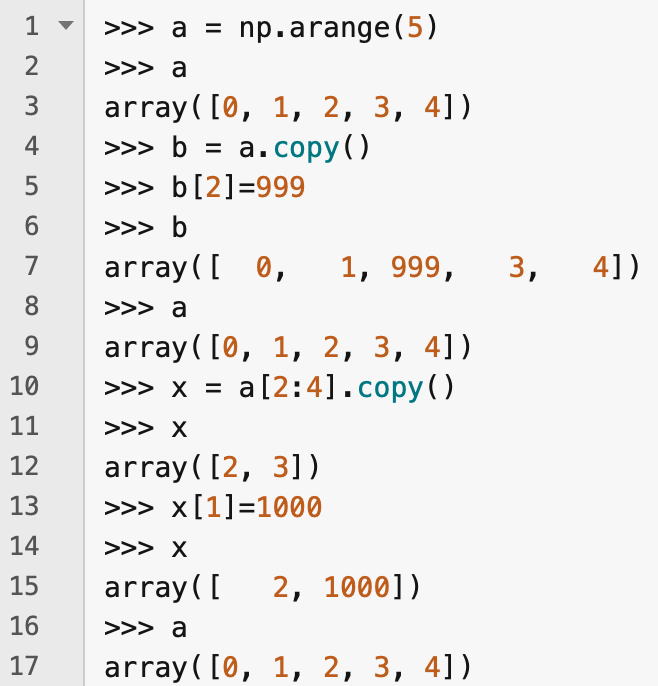 1 >>> a = np.arange(5)
2 >>> a
3 array([0, 1, 2, 3, 4])
4 >>> b = a.copy()
5 >>> b[2]=999
6 >>> b
7 array([  0,   1, 999,   3,   4])
8 >>> a
9 array([0, 1, 2, 3, 4])
10 >>> x = a[2:4].copy()
11 >>> x
12 array([2, 3])
13 >>> x[1]=1000
14 >>> x
15 array([   2, 1000])
16 >>> a
17 array([0, 1, 2, 3, 4])